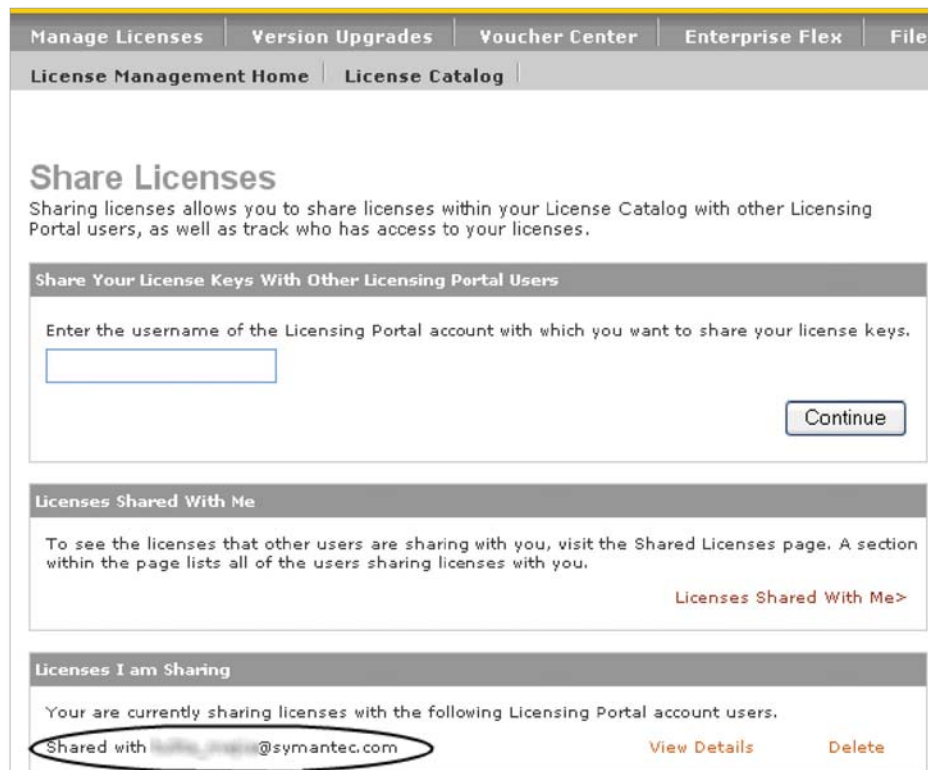 Manage Licenses Version Upgrades Voucher Center Enterprise Flex File
License Management Home License Catalog
Share Licenses
Sharing licenses allows you to share licenses within your License Catalog with other Licensing
Portal users, as well as track who has access to your licenses.
Share Your License Keys With Other Licensing Portal Users
Enter the username of the Licensing Portal account with which you want to share your license keys.
Continue
Licenses Shared With Me
To see the licenses that other users are sharing with you, visit the Shared Licenses page. A section
within the page lists all of the users sharing licenses with you.
Licenses Shared With Me>
Licenses I am Sharing
Your are currently sharing licenses with the following Licensing Portal account users.
Shared with @symantec.com View Details Delete